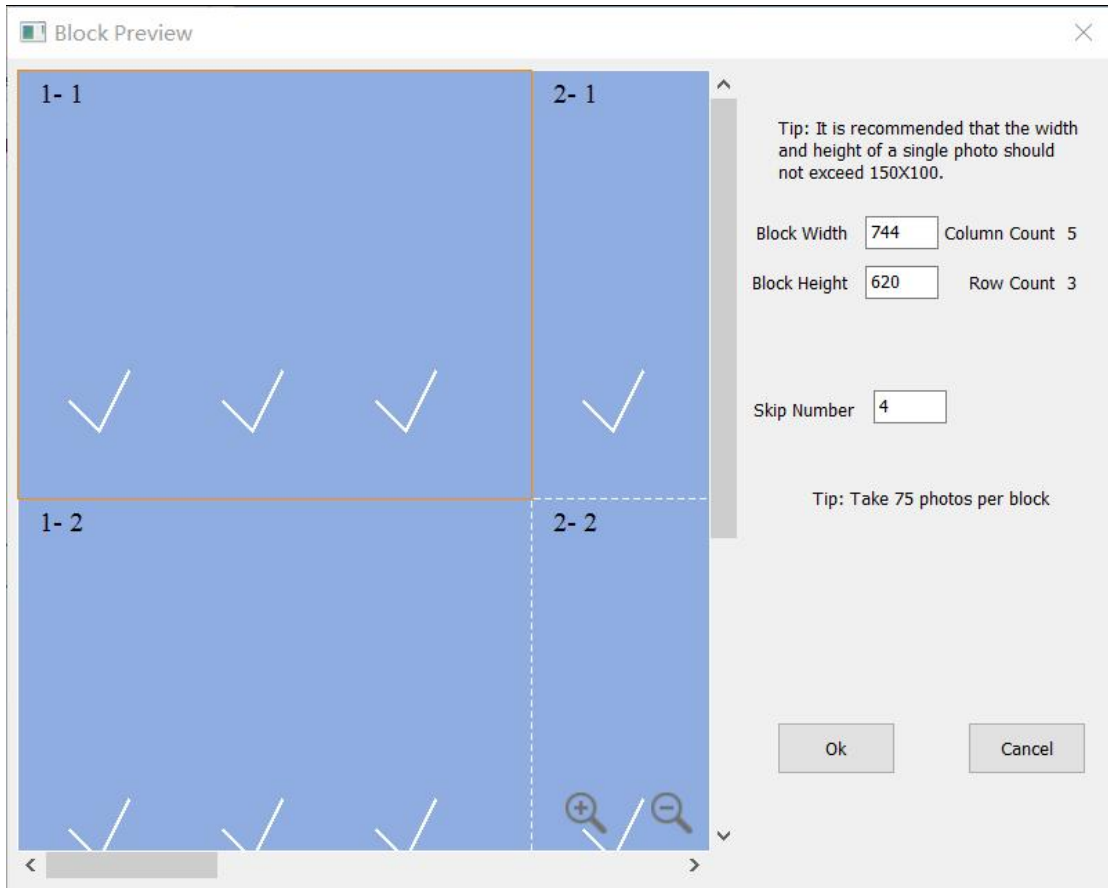 Block Preview
1- 1
2- 1
Tip: It is recommended that the width
and height of a single photo should
not exceed 150X100.
Block Width 744 Column Count 5
Block Height 620 Row Count 3
Skip Number 4
Tip: Take 75 photos per block
1- 2
2- 2
Ok
Cancel